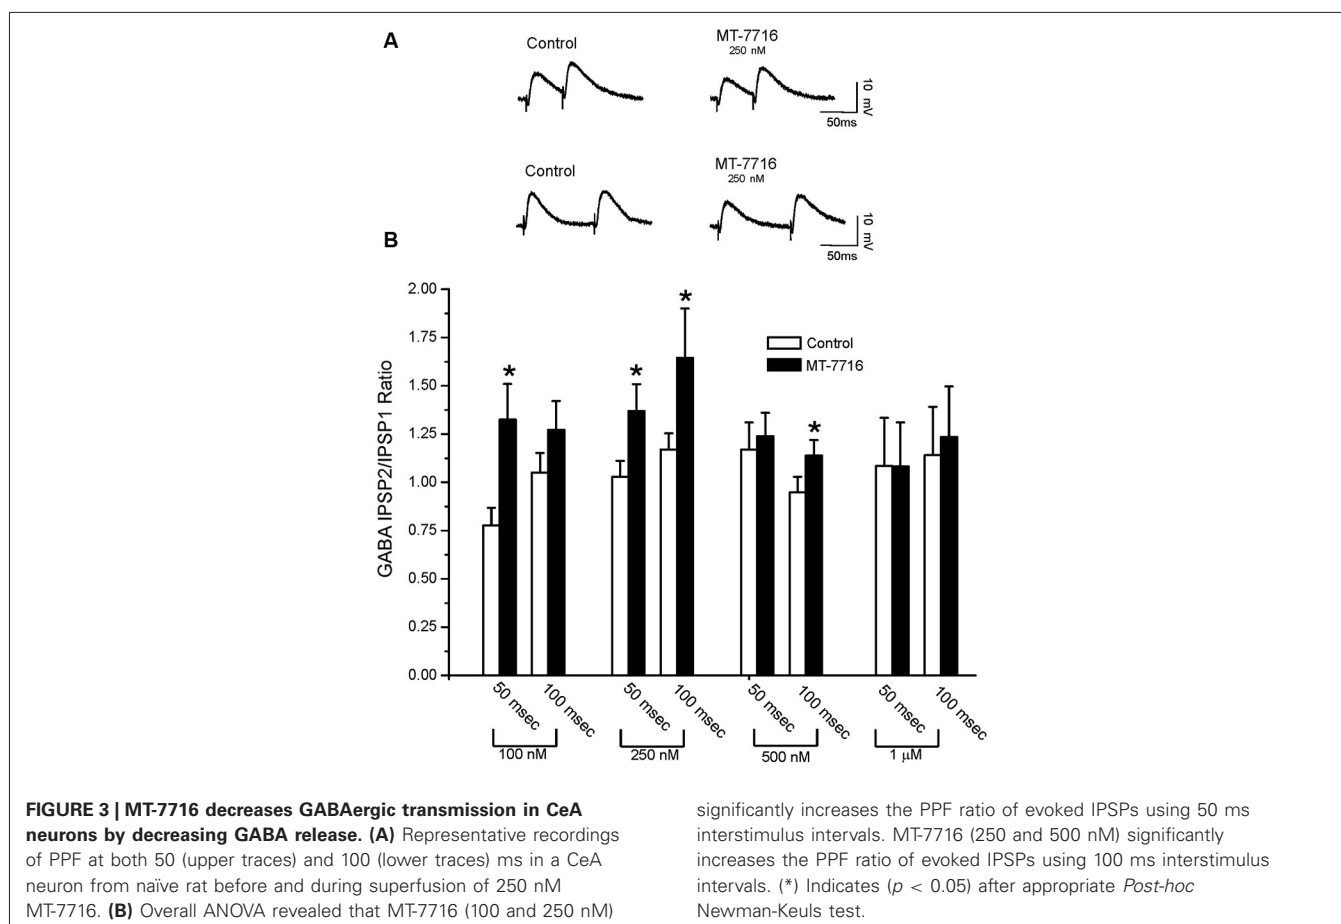 A
Control
MT-7716
250 nM
10 mV
50ms
Control
MT-7716
250 nM
10 mV
50ms
B
GABA IPSP2/IPSP1 Ratio
2.00
1.75
1.50
1.25
1.00
0.75
0.50
0.25
0.00
* * * *
Control
MT-7716
50 msec 100 msec 50 msec 100 msec 50 msec 100 msec 50 msec 100 msec
100 nM 250 nM 500 nM 1 µM
FIGURE 3 | MT-7716 decreases GABAergic transmission in CeA
neurons by decreasing GABA release. (A) Representative recordings
of PPF at both 50 (upper traces) and 100 (lower traces) ms in a CeA
neuron from naïve rat before and during superfusion of 250 nM
MT-7716. (B) Overall ANOVA revealed that MT-7716 (100 and 250 nM)
significantly increases the PPF ratio of evoked IPSPs using 50 ms
interstimulus intervals. MT-7716 (250 and 500 nM) significantly
increases the PPF ratio of evoked IPSPs using 100 ms interstimulus
intervals. (*) Indicates (p < 0.05) after appropriate Post-hoc
Newman-Keuls test.